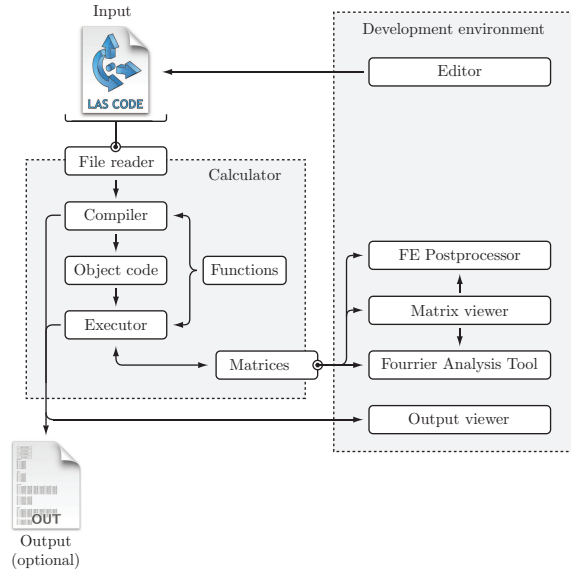 Input
Development environment
Editor
LAS CODE
File reader
Calculator
Compiler
Object code
Functions
Executor
Matrices
FE Postprocessor
Matrix viewer
Fourrier Analysis Tool
Output viewer
OUT
Output
(optional)